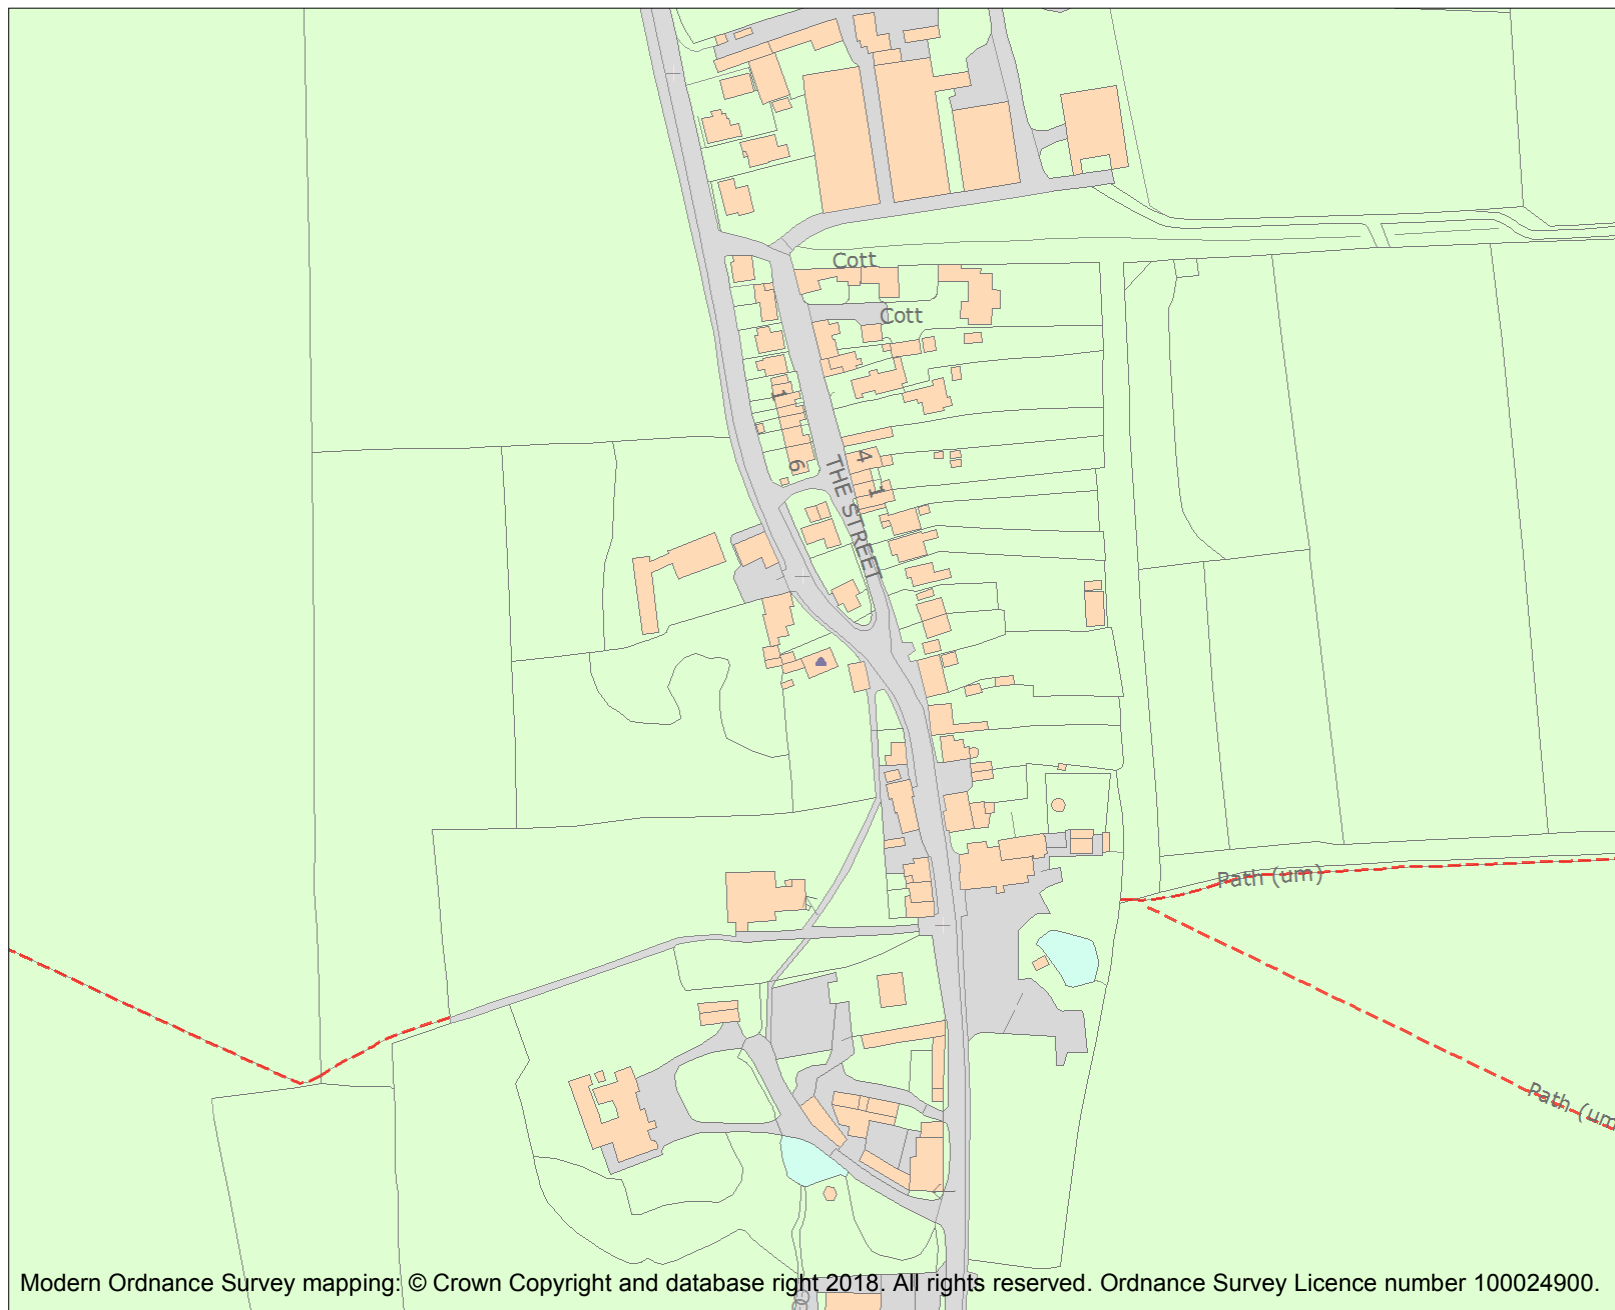 Cott
Cott
1
6
4
1
THE STREET
Path (um)
Path (um
Modern Ordnance Survey mapping: © Crown Copyright and database right 2018. All rights reserved. Ordnance Survey Licence number 100024900.